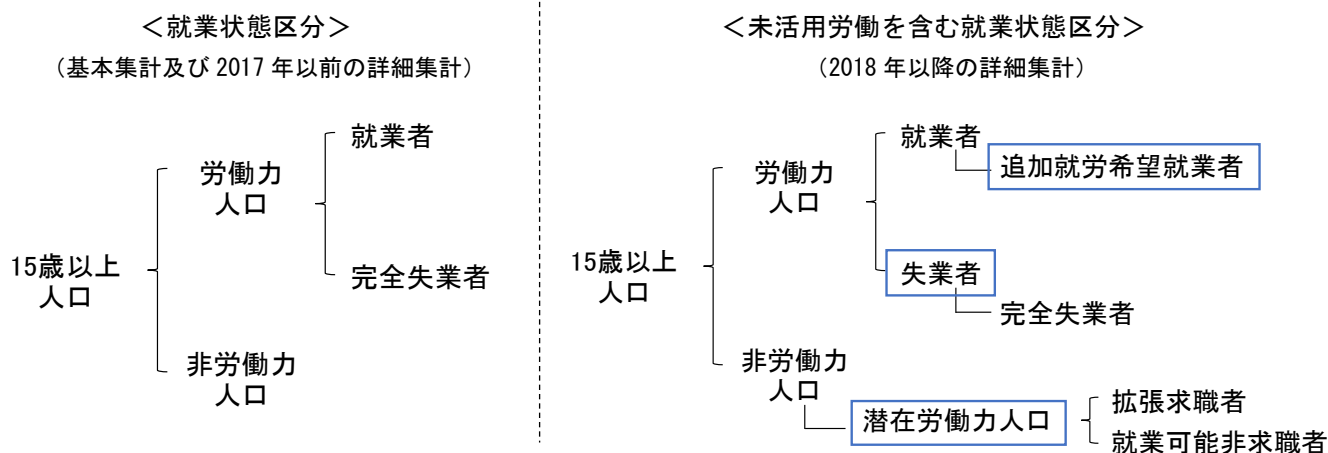 ＜就業状態区分＞
（基本集計及び 2017 年以前の詳細集計）
15歳以上
人口
労働力
人口
就業者
完全失業者
非労働力
人口
＜未活用労働を含む就業状態区分＞
（2018 年以降の詳細集計）
15歳以上
人口
労働力
人口
就業者
追加就労希望就業者
失業者
完全失業者
非労働力
人口
潜在労働力人口
拡張求職者
就業可能非求職者